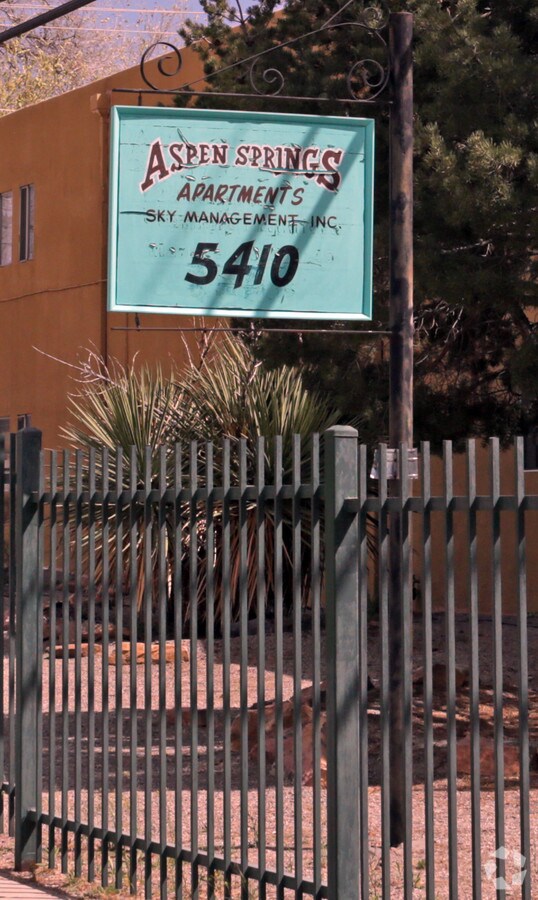 ASPEN SPRINGS
APARTMENTS
SKY MANAGEMENT INC.
5410